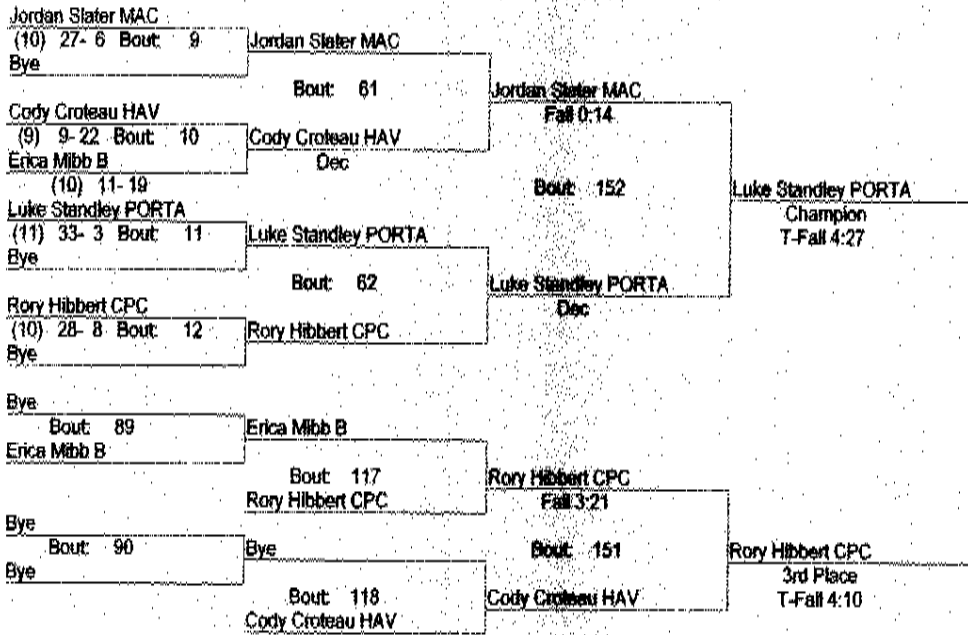 Jordan Slater MAC
(10) 27- 6 Bout: 9
Bye
Jordan Slater MAC
Bout: 61
Cody Croteau HAV
(9) 9-22 Bout: 10
Erica Mibb B
(10) 11- 19
Cody Croteau HAV
Dec
Jordan Slater MAC
Fall 0:14
Luke Standley PORTA
(11) 33- 3 Bout: 11
Bye
Luke Standley PORTA
Bout: 62
Rory Hibbert CPC
(10) 28- 8 Bout: 12
Bye
Rory Hibbert CPC
Luke Standley PORTA
Dec
Bout: 152
Luke Standley PORTA
Champion
T-Fall 4:27
Bye
Bout: 89
Erica Mibb B
Erica Mibb B
Bout: 117
Rory Hibbert CPC
Rory Hibbert CPC
Fall 3:21
Bye
Bout: 90
Bye
Bye
Bout: 118
Cody Croteau HAV
Cody Croteau HAV
Bout: 151
Rory Hibbert CPC
3rd Place
T-Fall 4:10